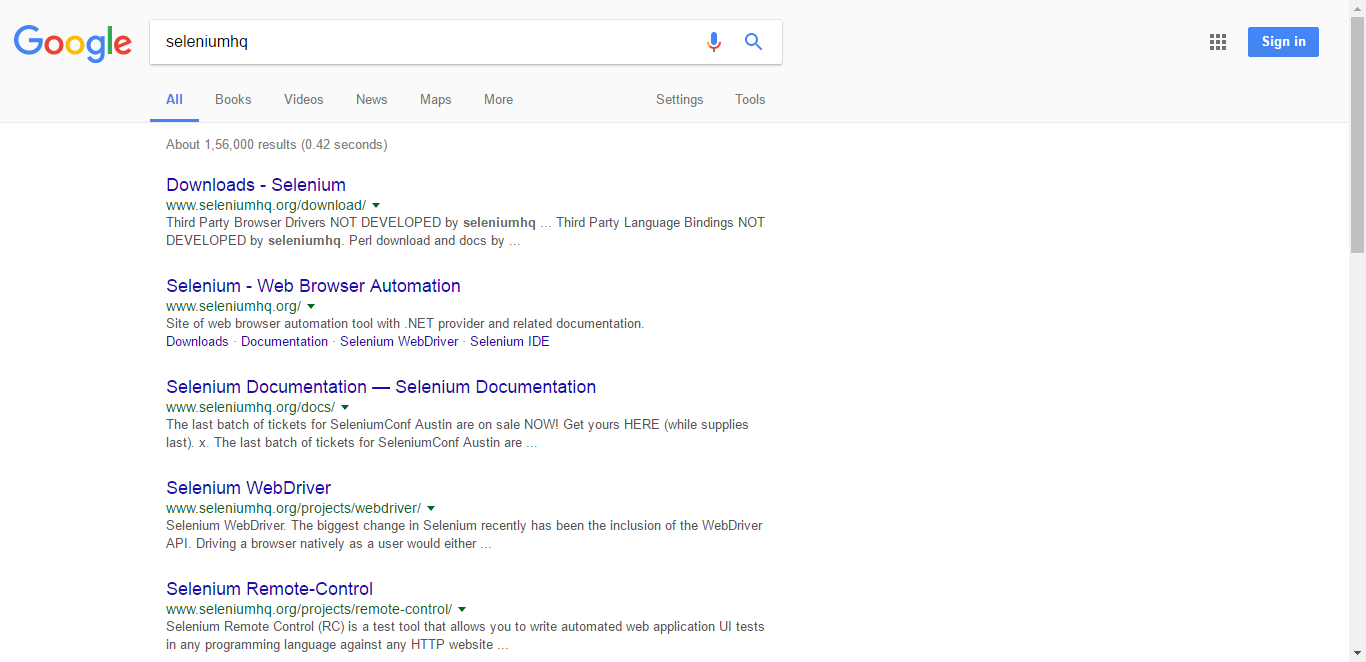 Google
seleniumhq
Sign in
All Books Videos News Maps More Settings Tools
About 1,56,000 results (0.42 seconds)
Downloads - Selenium
www.seleniumhq.org/download/
Third Party Browser Drivers NOT DEVELOPED by seleniumhq ... Third Party Language Bindings NOT
DEVELOPED by seleniumhq. Perl download and docs by ...
Selenium - Web Browser Automation
www.seleniumhq.org/
Site of web browser automation tool with .NET provider and related documentation.
Downloads · Documentation · Selenium WebDriver · Selenium IDE
Selenium Documentation — Selenium Documentation
www.seleniumhq.org/docs/
The last batch of tickets for SeleniumConf Austin are on sale NOW! Get yours HERE (while supplies
last). x. The last batch of tickets for SeleniumConf Austin are ...
Selenium WebDriver
www.seleniumhq.org/projects/webdriver/
Selenium WebDriver. The biggest change in Selenium recently has been the inclusion of the WebDriver
API. Driving a browser natively as a user would either ...
Selenium Remote-Control
www.seleniumhq.org/projects/remote-control/
Selenium Remote Control (RC) is a test tool that allows you to write automated web application UI tests
in any programming language against any HTTP website ...